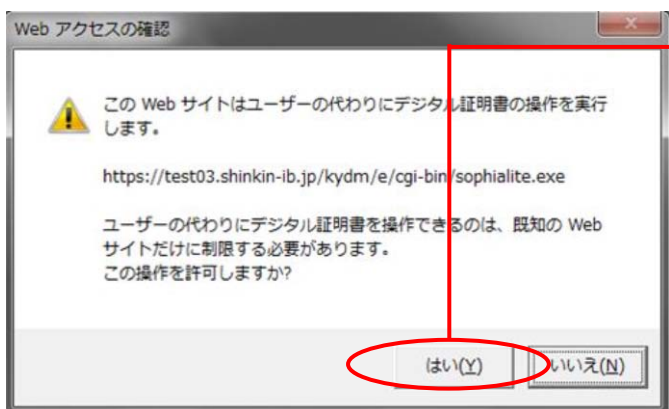 Web アクセスの確認
この Web サイトはユーザーの代わりにデジタル証明書の操作を実行
します。
https://test03.shinkin-ib.jp/kydm/e/cgi-bin/sophialite.exe
ユーザーの代わりにデジタル証明書を操作できるのは、既知の Web
サイトだけに制限する必要があります。
この操作を許可しますか?
はい(Y) いいえ(N)